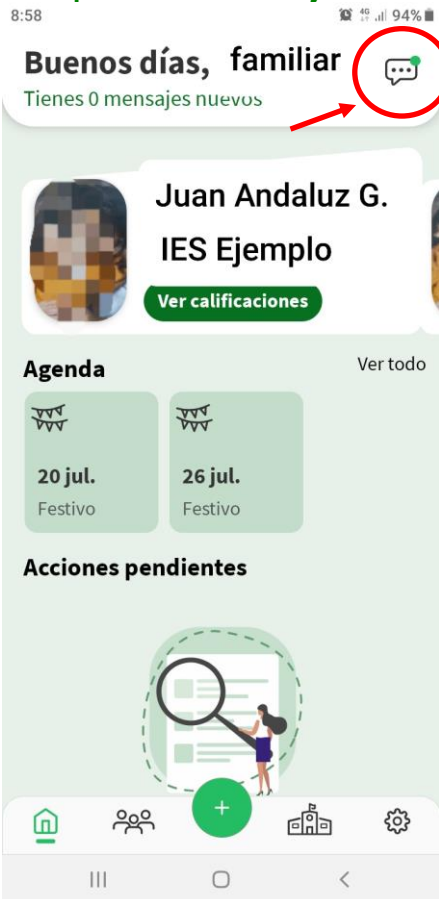 8:58
4G
94%
Buenos días, familiar
Tienes 0 mensajes nuevos
Juan Andaluz G.
IES Ejemplo
Ver calificaciones
Agenda
Ver todo
20 jul.
26 jul.
Festivo
Festivo
Acciones pendientes
+